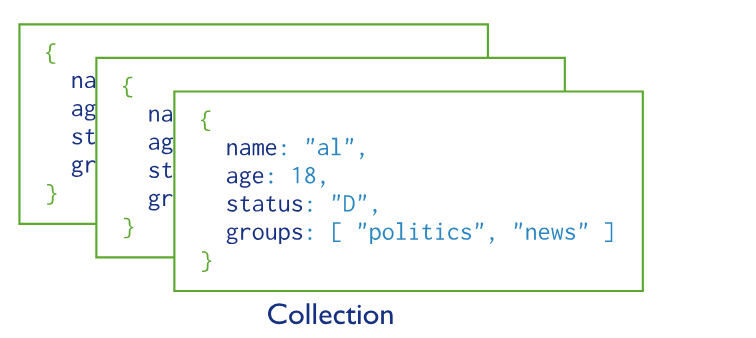 {
na
ag
st
gr
}
{
na
ag
st
gr
}
{
name: "al",
age: 18,
status: "D",
groups: [ "politics", "news" ]
}
Collection